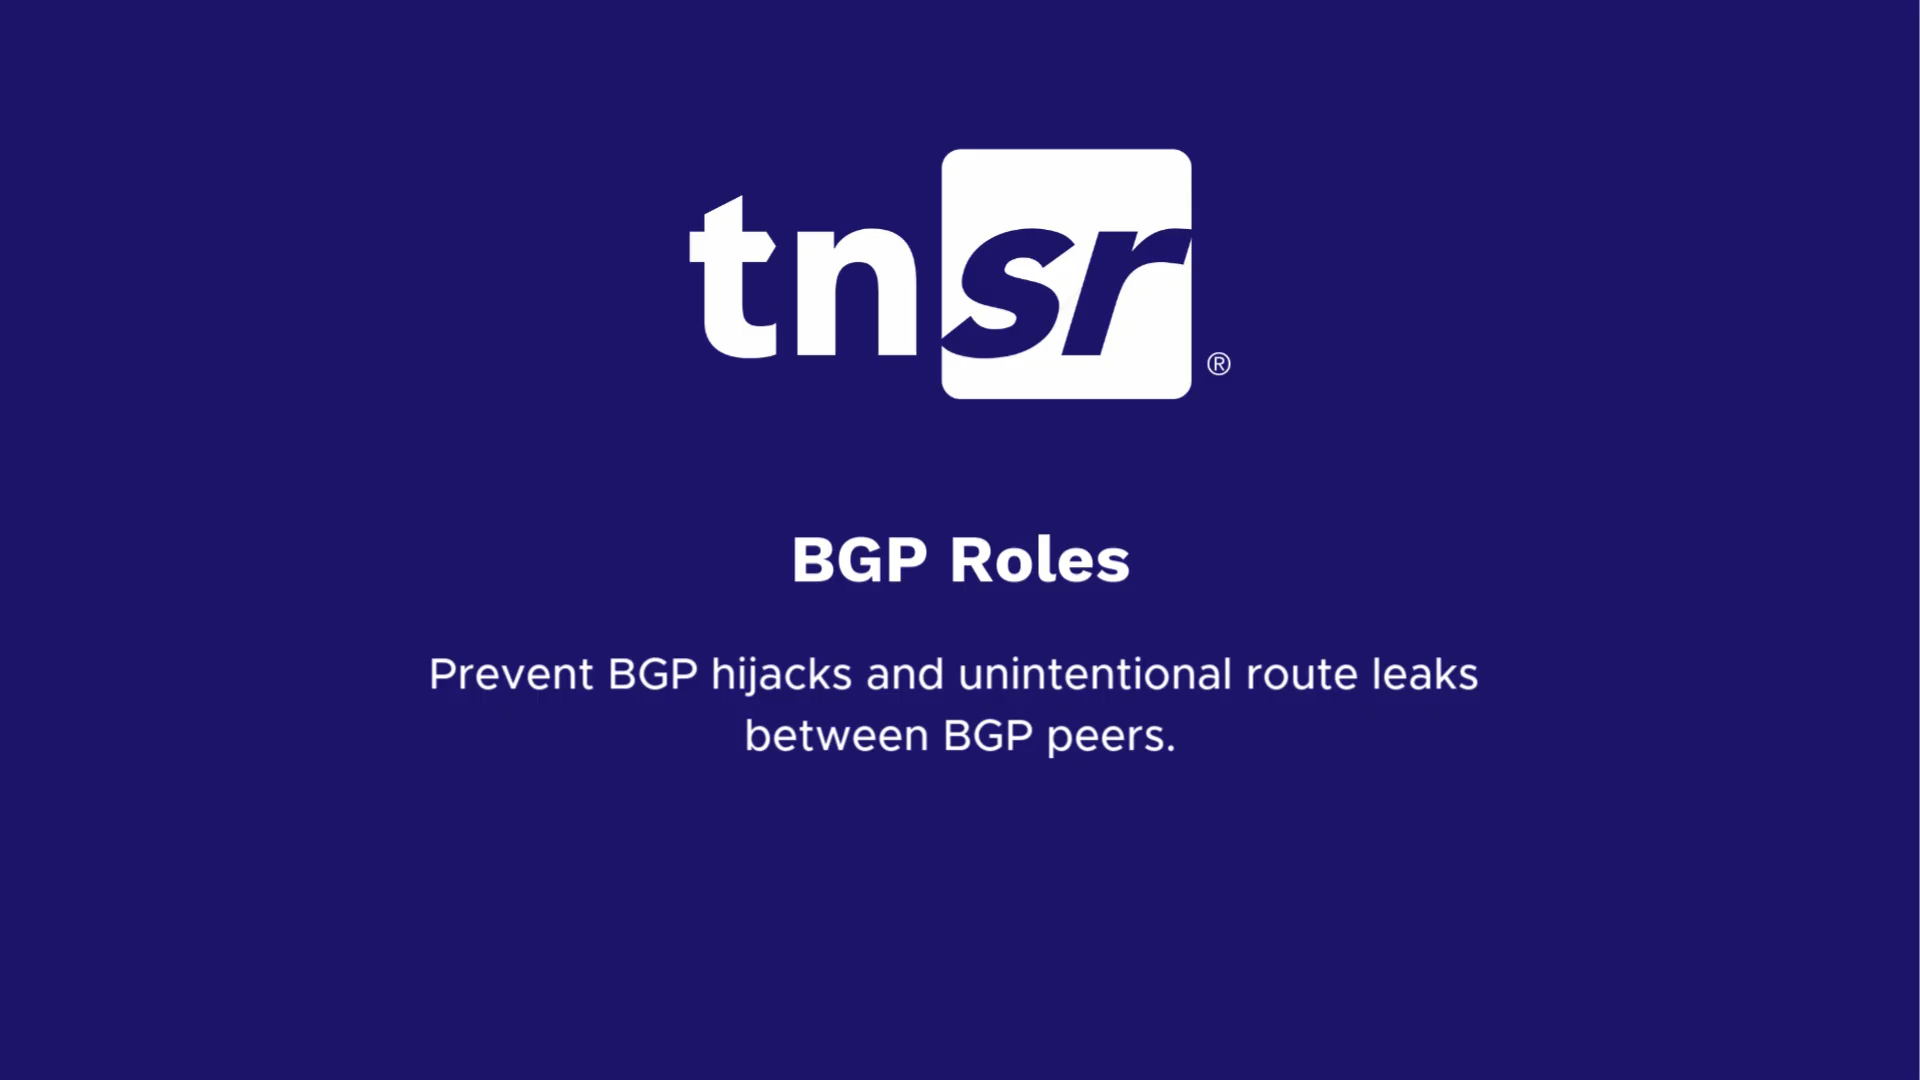 tnsr®
BGP Roles
Prevent BGP hijacks and unintentional route leaks
between BGP peers.